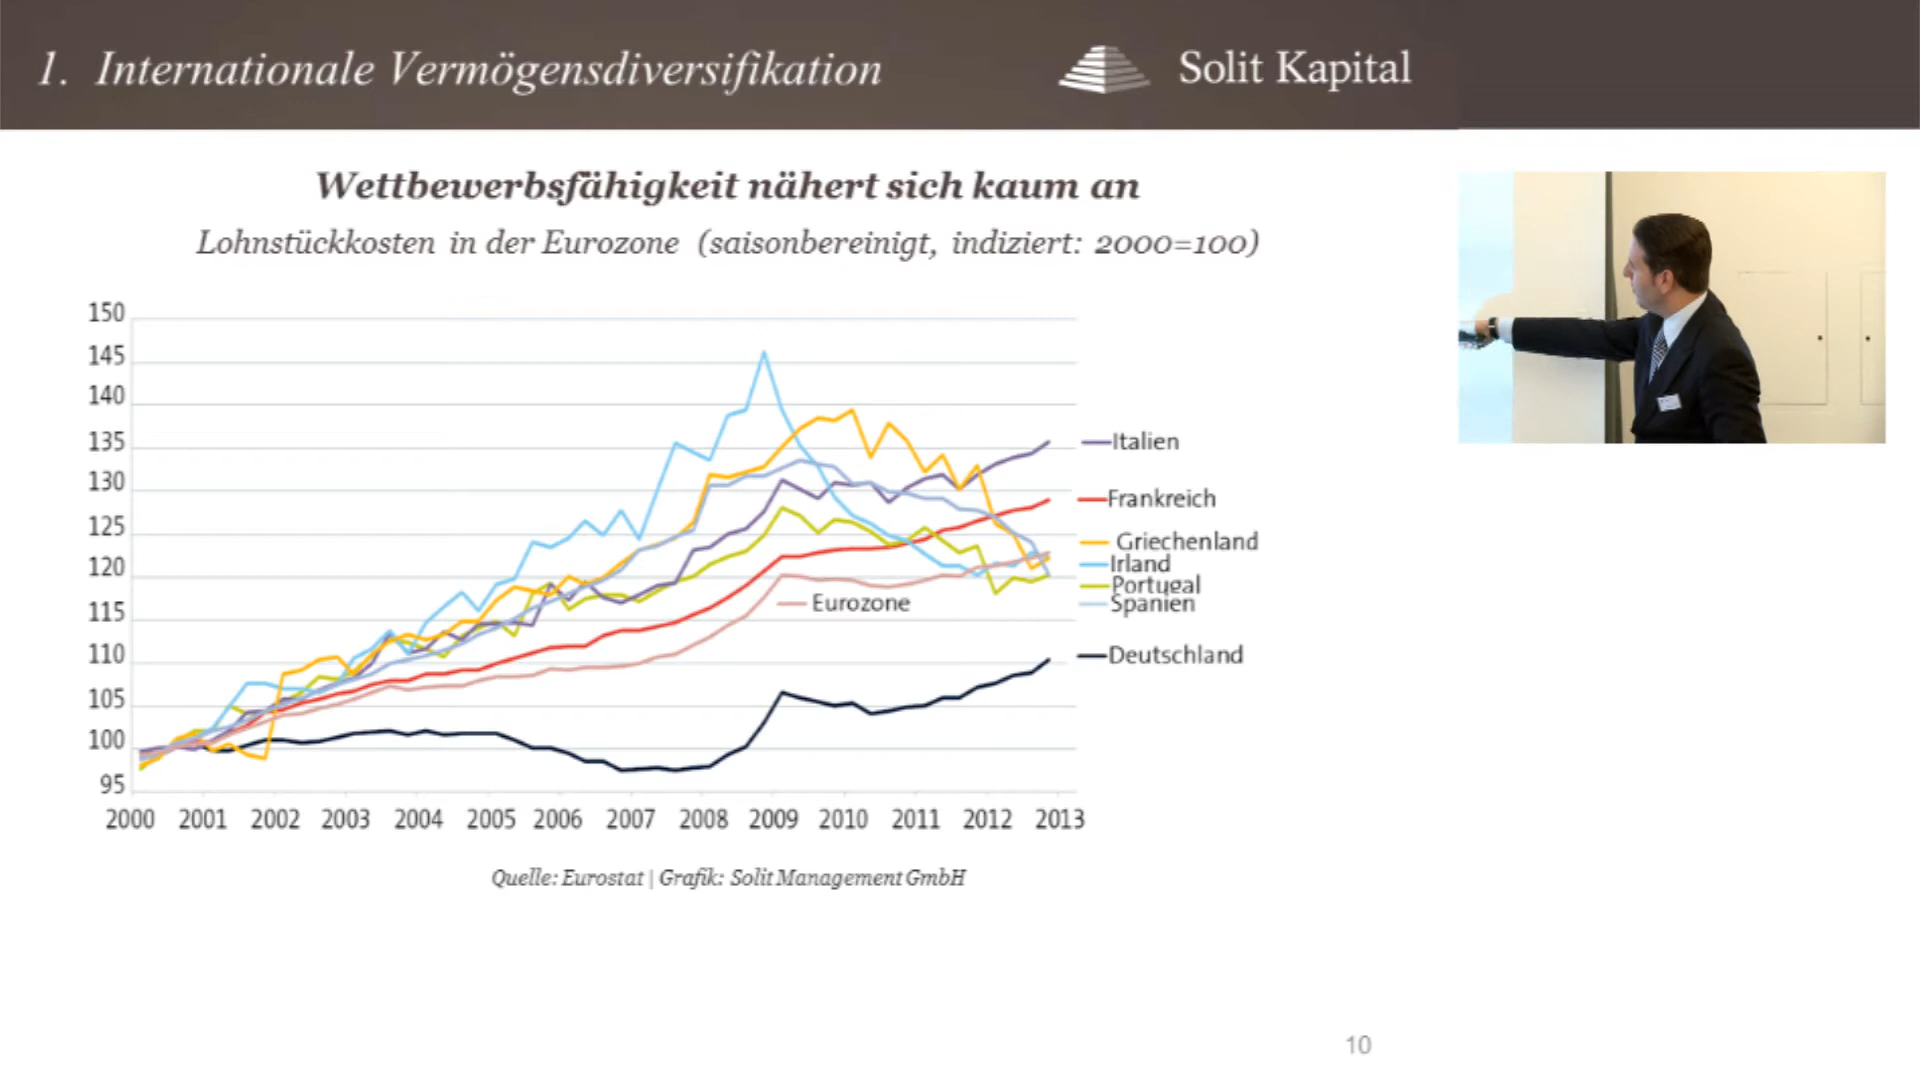 1. Internationale Vermögensdiversifikation
Solit Kapital
Wettbewerbsfähigkeit nähert sich kaum an
Lohnstückkosten in der Eurozone (saisonbereinigt, indiziert: 2000=100)
150
145
140
135
130
125
120
115
110
105
100
95
Italien
Frankreich
Griechenland
Irland
Portugal
Spanien
Eurozone
Deutschland
2000 2001 2002 2003 2004 2005 2006 2007 2008 2009 2010 2011 2012 2013
Quelle: Eurostat | Grafik: Solit Management GmbH
10